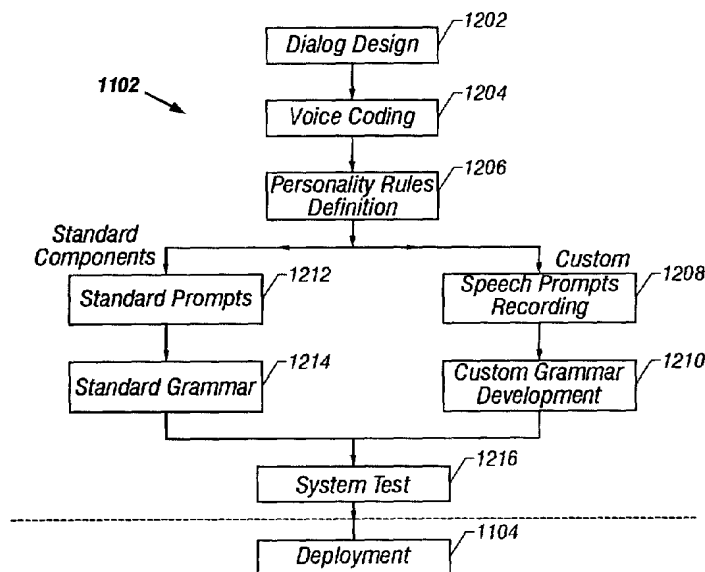 1202
Dialog Design
1102
1204
Voice Coding
1206
Personality Rules
Definition
Standard
Components
Custom
1212
Standard Prompts
1208
Speech Prompts
Recording
1214
Standard Grammar
1210
Custom Grammar
Development
1216
System Test
1104
Deployment